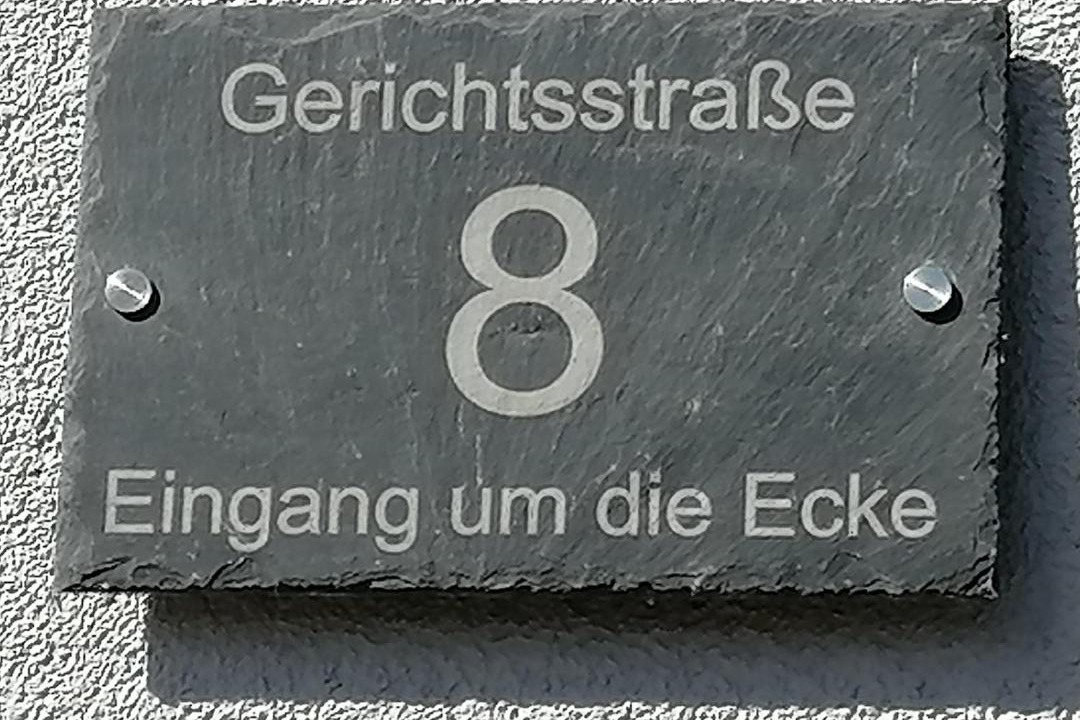 Gerichtsstraße
8
Eingang um die Ecke